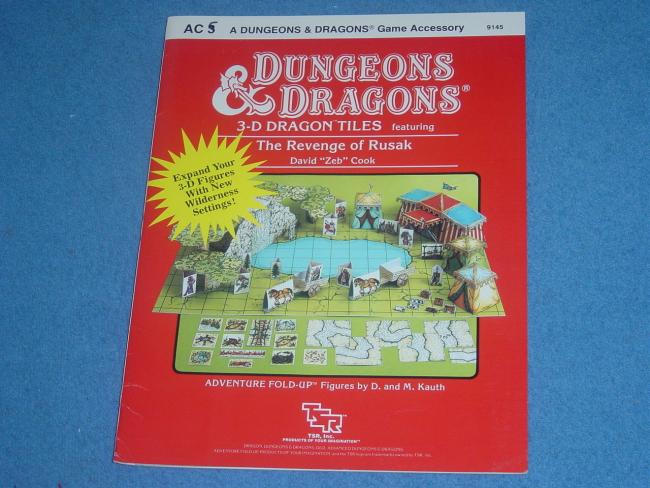 AC 5 A DUNGEONS & DRAGONS® Game Accessory 9145
DUNGEONS
& DRAGONS®
3-D DRAGON™ TILES featuring
The Revenge of Rusak
David "Zeb" Cook
Expand Your
3-D Figures
With New
Wilderness
Settings!
ADVENTURE FOLD-UP™ Figures by D. and M. Kauth
TSR
TSR, Inc.
PRODUCTS OF YOUR IMAGINATION™